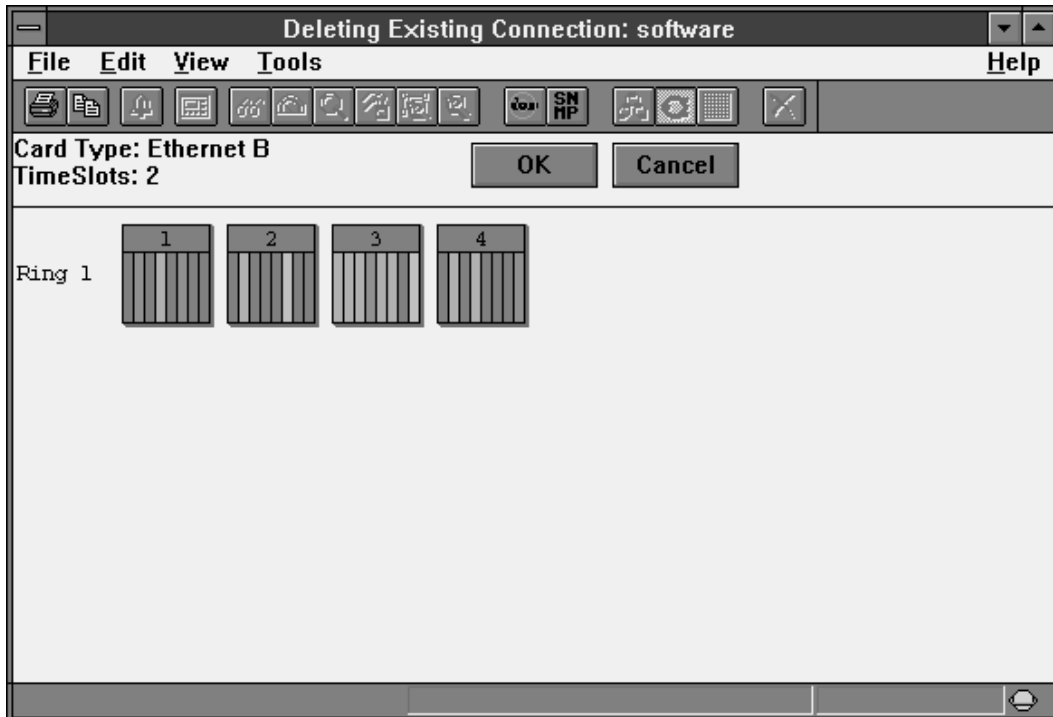 Deleting Existing Connection: software
File Edit View Tools Help
SN
MP
Card Type: Ethernet B
TimeSlots: 2
OK Cancel
1 2 3 4
Ring 1